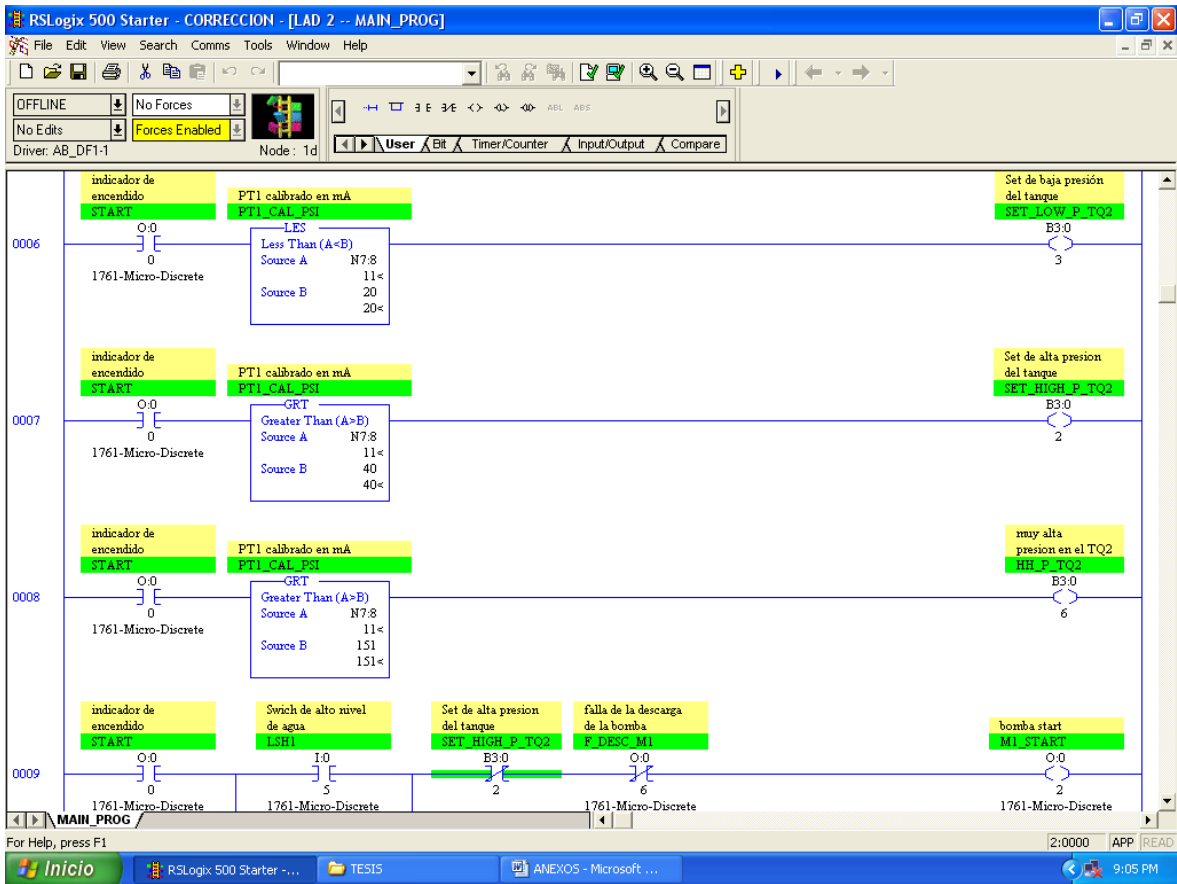 RSLogix 500 Starter - CORRECCION - [LAD 2 -- MAIN_PROG]
File Edit View Search Comms Tools Window Help
OFFLINE No Forces
No Edits Forces Enabled
Driver: AB_DF1-1 Node : 1d
ABL ABS
User Bit Timer/Counter Input/Output Compare
indicador de
encendido
START
PT1 calibrado en mA
PT1_CAL_PSI
Set de baja presión
del tanque
SET_LOW_P_TQ2
0006
O:0
0
1761-Micro-Discrete
LES
Less Than (A<B)
Source A N7:8
11<
Source B 20
20<
B3:0
3
indicador de
encendido
START
PT1 calibrado en mA
PT1_CAL_PSI
Set de alta presion
del tanque
SET_HIGH_P_TQ2
0007
O:0
0
1761-Micro-Discrete
GRT
Greater Than (A>B)
Source A N7:8
11<
Source B 40
40<
B3:0
2
indicador de
encendido
START
PT1 calibrado en mA
PT1_CAL_PSI
muy alta
presion en el TQ2
HH_P_TQ2
0008
O:0
0
1761-Micro-Discrete
GRT
Greater Than (A>B)
Source A N7:8
11<
Source B 151
151<
B3:0
6
indicador de
encendido
START
Swich de alto nivel
de agua
LSH1
Set de alta presion
del tanque
SET_HIGH_P_TQ2
falla de la descarga
de la bomba
F_DESC_M1
bomba start
M1_START
0009
O:0
0
1761-Micro-Discrete
I:0
5
1761-Micro-Discrete
B3:0
2
O:0
6
1761-Micro-Discrete
O:0
2
1761-Micro-Discrete
MAIN_PROG
For Help, press F1 2:0000 APP READ
Inicio RSLogix 500 Starter -... TESIS ANEXOS - Microsoft ... 9:05 PM